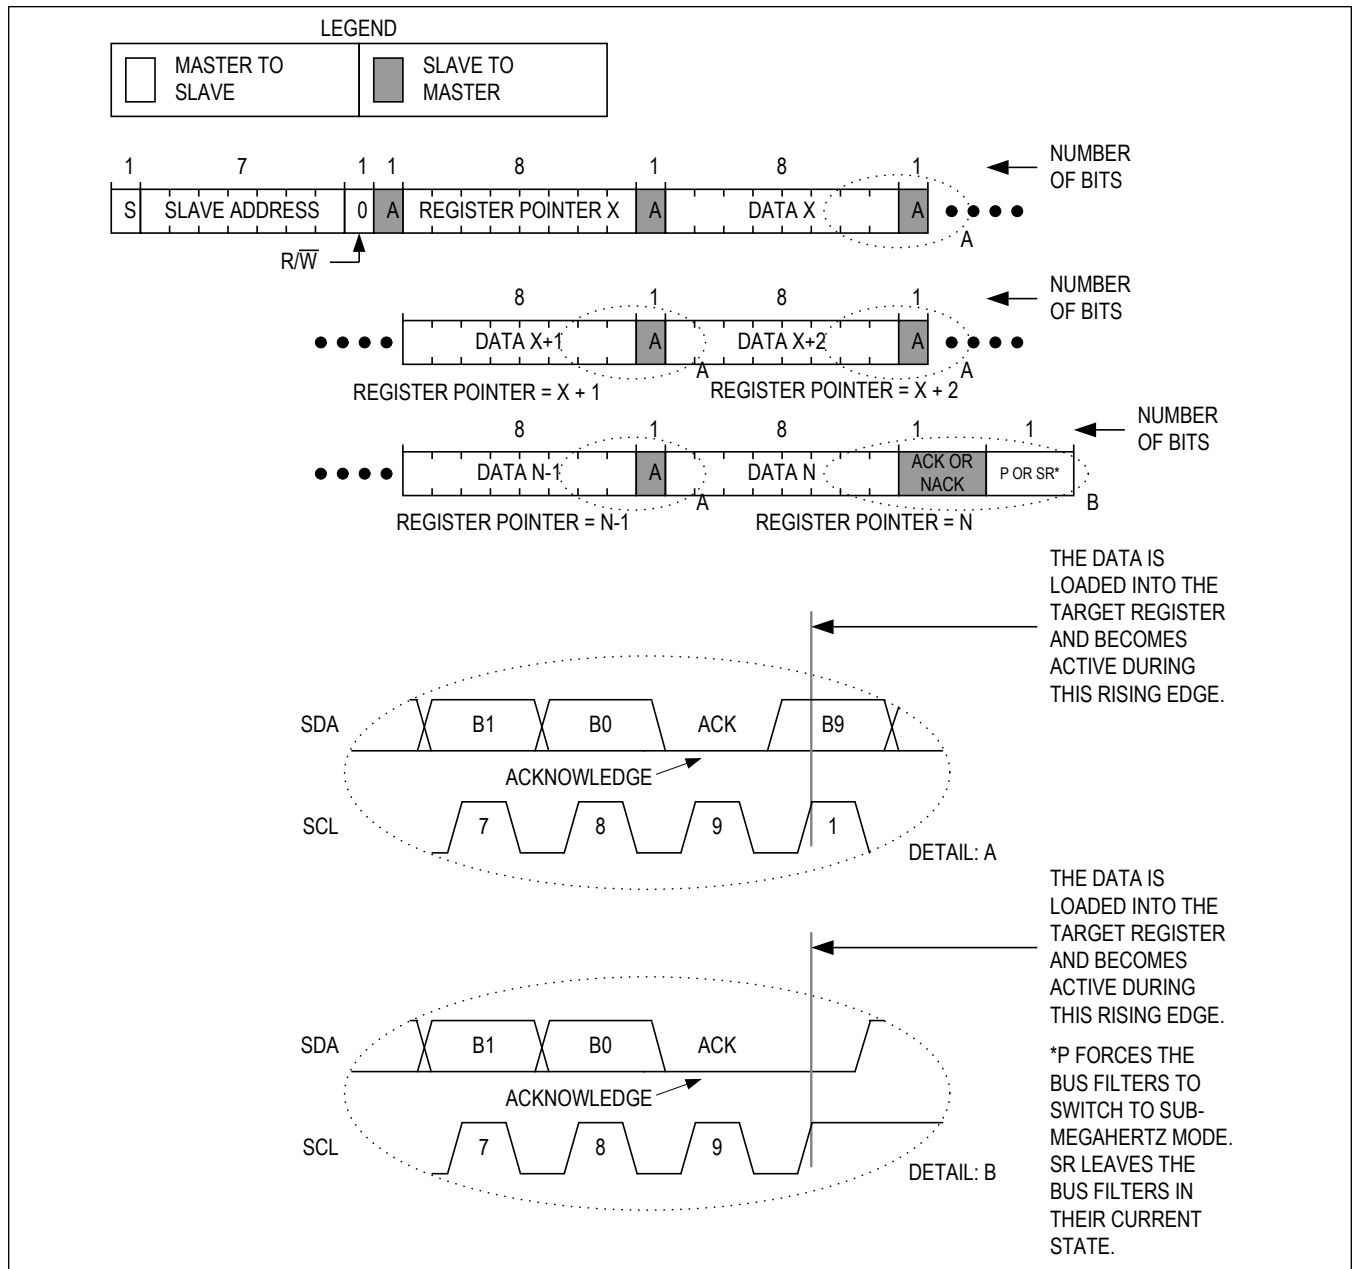 LEGEND
MASTER TO
SLAVE
SLAVE TO
MASTER
1 7 1 1 8 1 8 1
NUMBER
OF BITS
S SLAVE ADDRESS 0 A REGISTER POINTER X A DATA X A
A
R/W̅
8 1 8 1
NUMBER
OF BITS
DATA X+1 A DATA X+2 A
A A
REGISTER POINTER = X + 1 REGISTER POINTER = X + 2
8 1 8 1 1
NUMBER
OF BITS
DATA N-1 A DATA N ACK OR
NACK
P OR SR*
A B
REGISTER POINTER = N-1 REGISTER POINTER = N
THE DATA IS
LOADED INTO THE
TARGET REGISTER
AND BECOMES
ACTIVE DURING
THIS RISING EDGE.
SDA B1 B0 ACK B9
ACKNOWLEDGE
SCL 7 8 9 1
DETAIL: A
THE DATA IS
LOADED INTO THE
TARGET REGISTER
AND BECOMES
ACTIVE DURING
THIS RISING EDGE.
SDA B1 B0 ACK
ACKNOWLEDGE
SCL 7 8 9
DETAIL: B
*P FORCES THE
BUS FILTERS TO
SWITCH TO SUB-
MEGAHERTZ MODE.
SR LEAVES THE
BUS FILTERS IN
THEIR CURRENT
STATE.